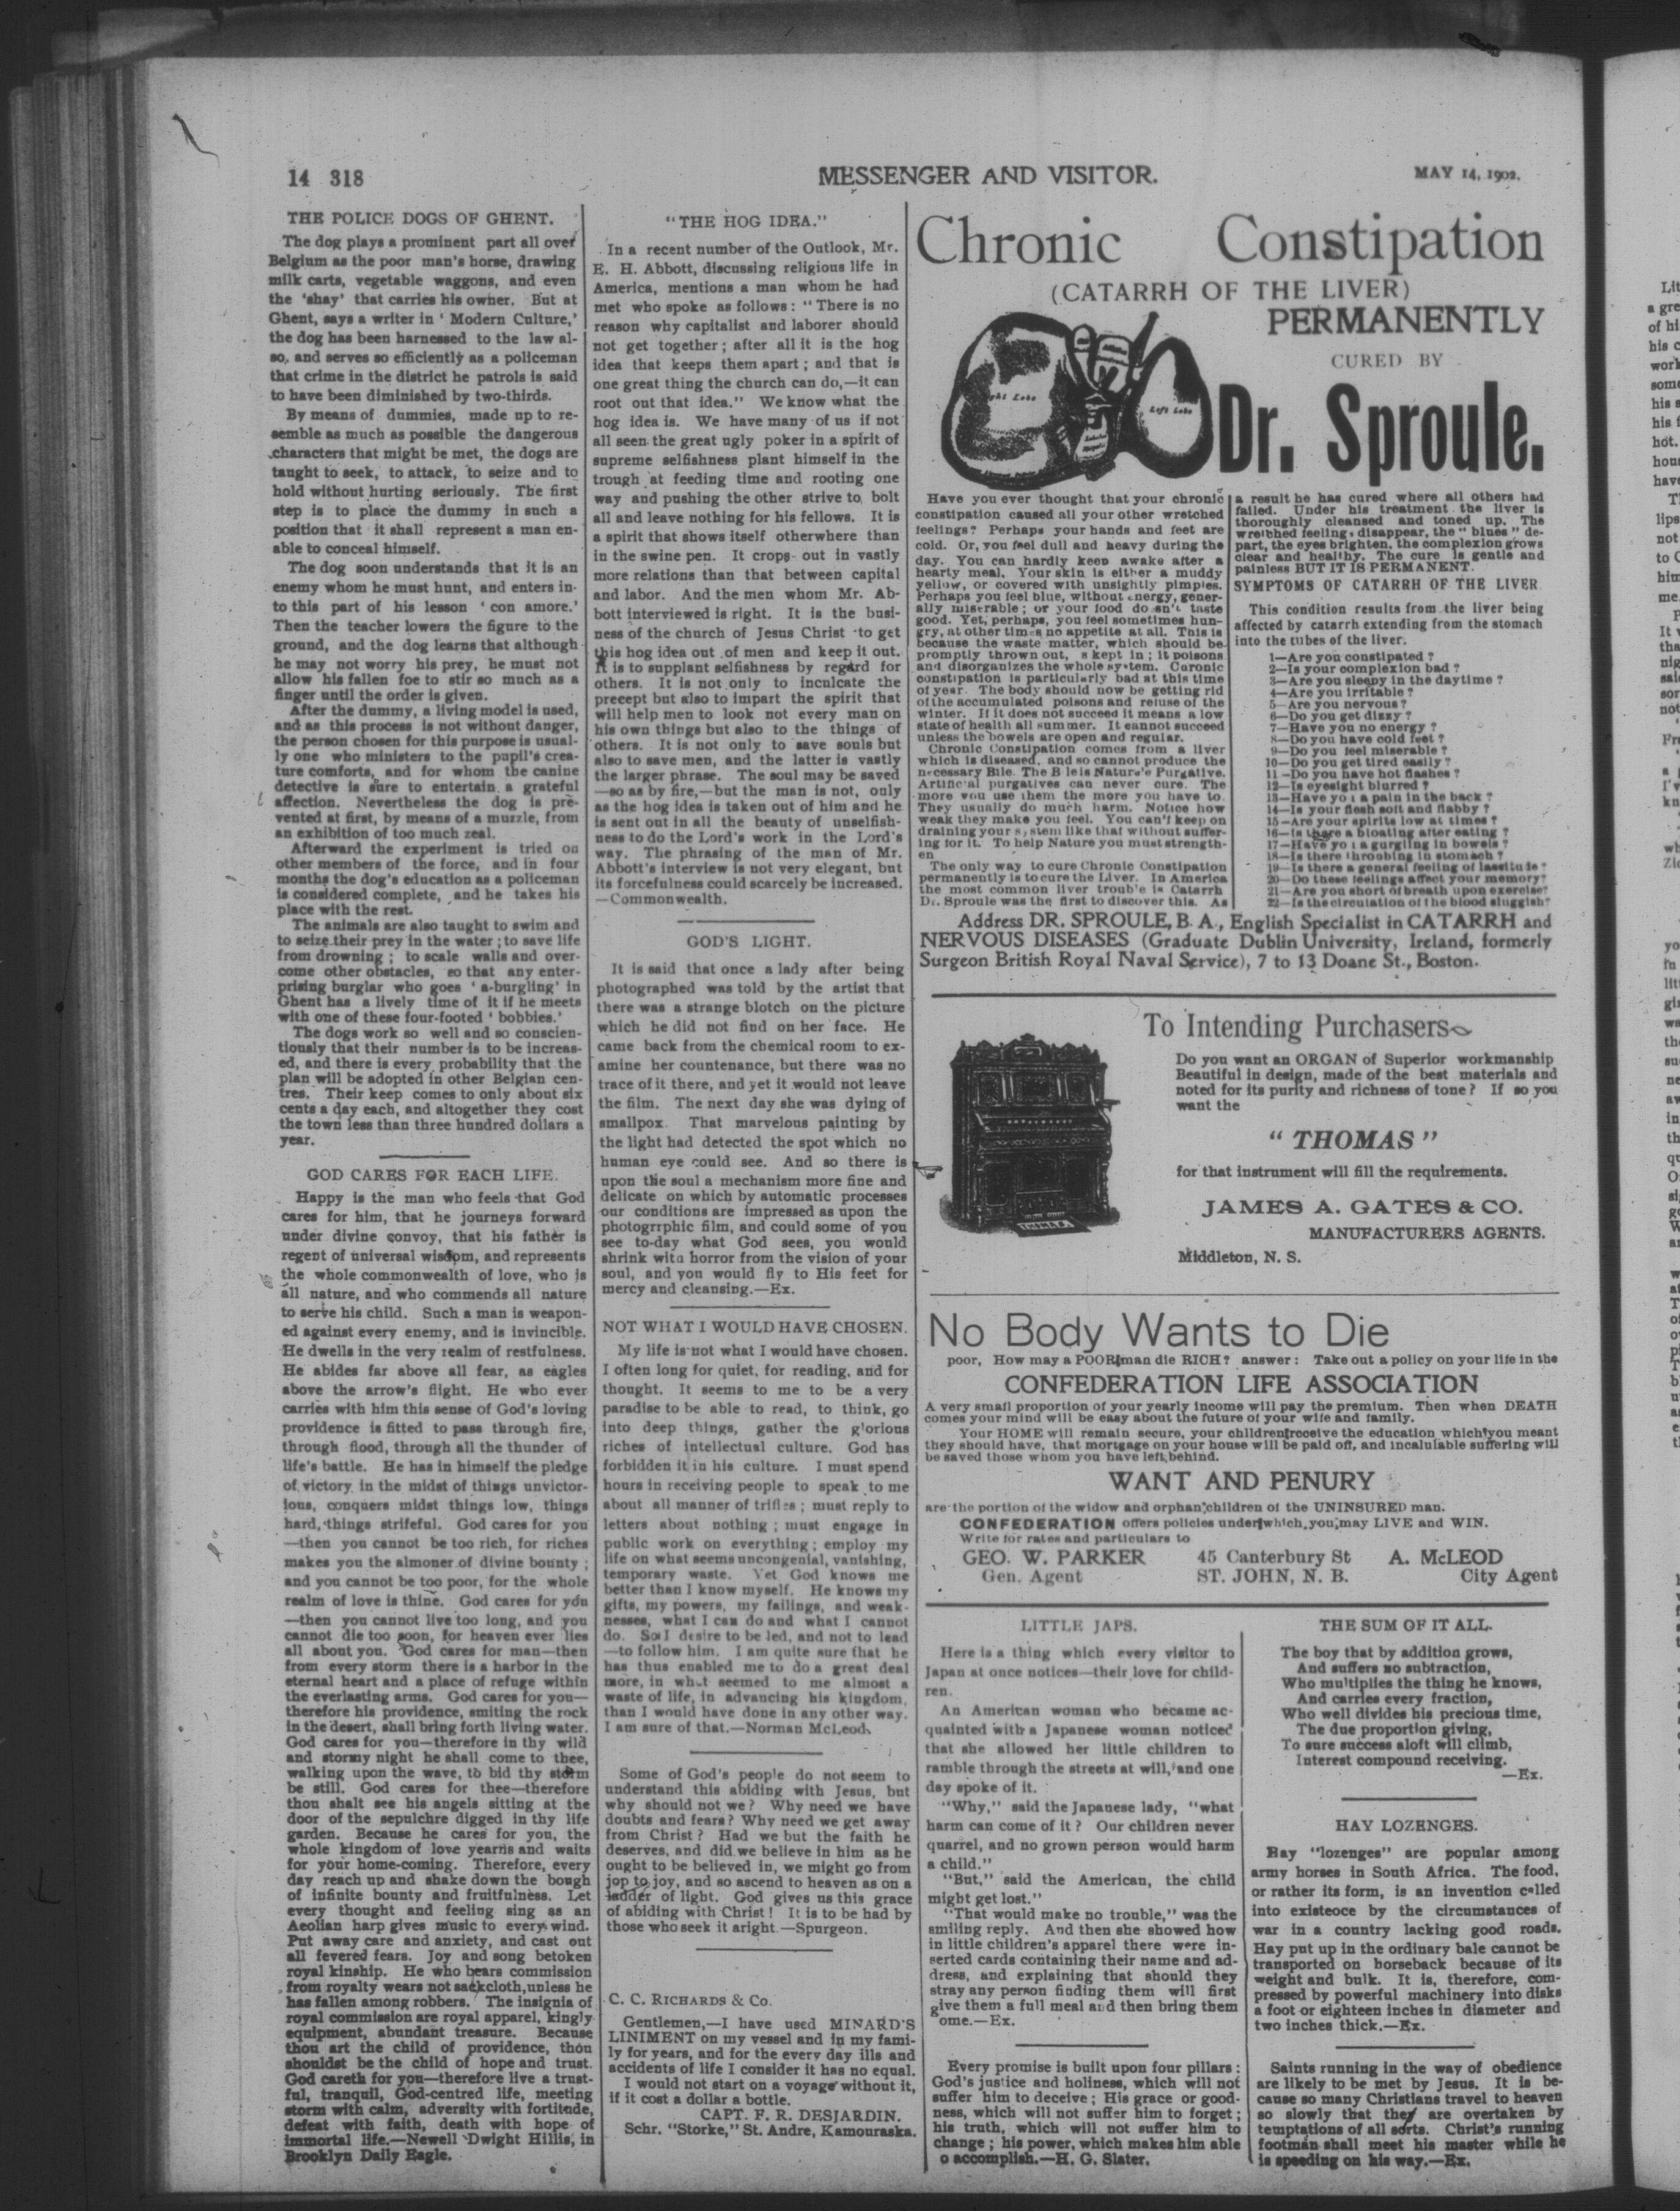 14 318
MESSENGER AND VISITOR.
MAY 14, 1902.
THE POLICE DOGS OF GHENT.
The dog plays a prominent part all over
Belgium as the poor man's horse, drawing
milk carts, vegetable waggons, and even
the 'shay' that carries his owner. But at
Ghent, says a writer in ' Modern Culture,'
the dog has been harnessed to the law al-
so, and serves so efficiently as a policeman
that crime in the district he patrols is said
to have been diminished by two-thirds.
By means of dummies, made up to re-
semble as much as possible the dangerous
characters that might be met, the dogs are
taught to seek, to attack, to seize and to
hold without hurting seriously. The first
step is to place the dummy in such a
position that it shall represent a man en-
able to conceal himself.
The dog soon understands that it is an
enemy whom he must hunt, and enters in-
to this part of his lesson ' con amore.'
Then the teacher lowers the figure to the
ground, and the dog learns that although
he may not worry his prey, he must not
allow his fallen foe to stir so much as a
finger until the order is given.
After the dummy, a living model is used,
and as this process is not without danger,
the person chosen for this purpose is usual-
ly one who ministers to the pupil's crea-
ture comforts, and for whom the canine
detective is sure to entertain a grateful
affection. Nevertheless the dog is pre-
vented at first, by means of a muzzle, from
an exhibition of too much zeal.
Afterward the experiment is tried on
other members of the force, and in four
months the dog's education as a policeman
is considered complete, and he takes his
place with the rest.
The animals are also taught to swim and
to seize their prey in the water ; to save life
from drowning ; to scale walls and over-
come other obstacles, so that any enter-
prising burglar who goes ' a-burgling' in
Ghent has a lively time of it if he meets
with one of these four-footed ' bobbies.'
The dogs work so well and so conscien-
tiously that their number is to be increas-
ed, and there is every probability that the
plan will be adopted in other Belgian cen-
tres. Their keep comes to only about six
cents a day each, and altogether they cost
the town less than three hundred dollars a
year.
GOD CARES FOR EACH LIFE.
Happy is the man who feels that God
cares for him, that he journeys forward
under divine convoy, that his father is
regent of universal wisdom, and represents
the whole commonwealth of love, who is
all nature, and who commends all nature
to serve his child. Such a man is weapon-
ed against every enemy, and is invincible.
He dwells in the very realm of restfulness.
He abides far above all fear, as eagles
above the arrow's flight. He who ever
carries with him this sense of God's loving
providence is fitted to pass through fire,
through flood, through all the thunder of
life's battle. He has in himself the pledge
of victory in the midst of things unvictor-
ious, conquers midst things low, things
hard, things strifeful. God cares for you
—then you cannot be too rich, for riches
makes you the almoner of divine bounty ;
and you cannot be too poor, for the whole
realm of love is thine. God cares for you
—then you cannot live too long, and you
cannot die too soon, for heaven ever lies
all about you. God cares for man—then
from every storm there is a harbor in the
eternal heart and a place of refuge within
the everlasting arms. God cares for you—
therefore his providence, smiting the rock
in the desert, shall bring forth living water.
God cares for you—therefore in thy wild
and stormy night he shall come to thee,
walking upon the wave, to bid thy storm
be still. God cares for thee—therefore
thou shalt see his angels sitting at the
door of the sepulchre digged in thy life
garden. Because he cares for you, the
whole kingdom of love yearns and waits
for your home-coming. Therefore, every
day reach up and shake down the bough
of infinite bounty and fruitfulness. Let
every thought and feeling sing as an
Aeolian harp gives music to every wind.
Put away care and anxiety, and cast out
all fevered fears. Joy and song betoken
royal kinship. He who bears commission
from royalty wears not sackcloth, unless he
has fallen among robbers. The insignia of
royal commission are royal apparel, kingly
equipment, abundant treasure. Because
thou art the child of providence, thou
shouldst be the child of hope and trust.
God careth for you—therefore live a trust-
ful, tranquil, God-centred life, meeting
storm with calm, adversity with fortitude,
defeat with faith, death with hope of
immortal life.—Newell Dwight Hillis, in
Brooklyn Daily Eagle.
"THE HOG IDEA."
In a recent number of the Outlook, Mr.
E. H. Abbott, discussing religious life in
America, mentions a man whom he had
met who spoke as follows : "There is no
reason why capitalist and laborer should
not get together ; after all it is the hog
idea that keeps them apart ; and that is
one great thing the church can do,—it can
root out that idea." We know what the
hog idea is. We have many of us if not
all seen the great ugly poker in a spirit of
supreme selfishness plant himself in the
trough at feeding time and rooting one
way and pushing the other strive to bolt
all and leave nothing for his fellows. It is
a spirit that shows itself otherwhere than
in the swine pen. It crops out in vastly
more relations than that between capital
and labor. And the men whom Mr. Ab-
bott interviewed is right. It is the busi-
ness of the church of Jesus Christ to get
this hog idea out of men and keep it out.
It is to supplant selfishness by regard for
others. It is not only to inculcate the
precept but also to impart the spirit that
will help men to look not every man on
his own things but also to the things of
others. It is not only to save souls but
also to save men, and the latter is vastly
the larger phrase. The soul may be saved
—so as by fire,—but the man is not, only
as the hog idea is taken out of him and he
is sent out in all the beauty of unselfish-
ness to do the Lord's work in the Lord's
way. The phrasing of the man of Mr.
Abbott's interview is not very elegant, but
its forcefulness could scarcely be increased.
—Commonwealth.
GOD'S LIGHT.
It is said that once a lady after being
photographed was told by the artist that
there was a strange blotch on the picture
which he did not find on her face. He
came back from the chemical room to ex-
amine her countenance, but there was no
trace of it there, and yet it would not leave
the film. The next day she was dying of
smallpox. That marvelous painting by
the light had detected the spot which no
human eye could see. And so there is
upon the soul a mechanism more fine and
delicate on which by automatic processes
our conditions are impressed as upon the
photogrrphic film, and could some of you
see to-day what God sees, you would
shrink with horror from the vision of your
soul, and you would fly to His feet for
mercy and cleansing.—Ex.
NOT WHAT I WOULD HAVE CHOSEN.
My life is not what I would have chosen.
I often long for quiet, for reading, and for
thought. It seems to me to be a very
paradise to be able to read, to think, go
into deep things, gather the glorious
riches of intellectual culture. God has
forbidden it in his culture. I must spend
hours in receiving people to speak to me
about all manner of trifles ; must reply to
letters about nothing ; must engage in
public work on everything ; employ my
life on what seems uncongenial, vanishing,
temporary waste. Yet God knows me
better than I know myself. He knows my
gifts, my powers, my failings, and weak-
nesses, what I can do and what I cannot
do. So I desire to be led, and not to lead
—to follow him. I am quite sure that he
has thus enabled me to do a great deal
more, in what seemed to me almost a
waste of life, in advancing his kingdom,
than I would have done in any other way.
I am sure of that.—Norman McLeod.
Some of God's people do not seem to
understand this abiding with Jesus, but
why should not we? Why need we have
doubts and fears? Why need we get away
from Christ? Had we but the faith he
deserves, and did we believe in him as he
ought to be believed in, we might go from
jop to joy, and so ascend to heaven as on a
ladder of light. God gives us this grace
of abiding with Christ! It is to be had by
those who seek it aright.—Spurgeon.
C. C. RICHARDS & Co.
Gentlemen,—I have used MINARD'S
LINIMENT on my vessel and in my fami-
ly for years, and for the every day ills and
accidents of life I consider it has no equal.
I would not start on a voyage without it,
if it cost a dollar a bottle.
CAPT. F. R. DESJARDIN.
Schr. "Storke," St. Andre, Kamouraska.
Chronic Constipation
(CATARRH OF THE LIVER)
PERMANENTLY
CURED BY
Dr. Sproule.
ght Lobe
Left Lobe
Have you ever thought that your chronic
constipation caused all your other wretched
feelings? Perhaps your hands and feet are
cold. Or, you feel dull and heavy during the
day. You can hardly keep awake after a
hearty meal. Your skin is either a muddy
yellow, or covered with unsightly pimples.
Perhaps you feel blue, without energy, gener-
ally miserable ; or your food do sn't taste
good. Yet, perhaps, you feel some hun-
gry, at other times no appetite at all. This is
because the waste matter, which should be
promptly thrown out, s kept in ; it poisons
and disorganizes the whole sy-tem. Chronic
constipation is particularly bad at this time
of year. The body should now be getting rid
of the accumulated poisons and refuse of the
winter. If it does not succeed it means a low
state of health all summer. It cannot succeed
unless the bowels are open and regular.
Chronic Constipation comes from a liver
which is diseased, and so cannot produce the
necessary Bile. The B le is Nature's Purgative.
Artificial purgatives can never cure. The
more you use them the more you have to.
They usually do much harm. Notice how
weak they make you feel. You can't keep on
draining your system like that without suffer-
ing for it. To help Nature you must strength-
en
The only way to cure Chronic Constipation
permanently is to cure the Liver. In America
the most common liver trouble is Catarrh
Dr. Sproule was the first to discover this. As
a result he has cured where all others had
failed. Under his treatment the liver is
thoroughly cleansed and toned up. The
wretched feelings disappear, the "blues" de-
part, the eyes brighten, the complexion grows
clear and healthy. The cure is gentle and
painless BUT IT IS PERMANENT.
SYMPTOMS OF CATARRH OF THE LIVER
This condition results from the liver being
affected by catarrh extending from the stomach
into the tubes of the liver.
1—Are you constipated ?
2—Is your complexion bad ?
3—Are you sleepy in the daytime ?
4—Are you irritable ?
5—Are you nervous ?
6—Do you get dizzy ?
7—Have you no energy ?
8—Do you have cold feet ?
9—Do you feel miserable ?
10—Do you get tired easily ?
11—Do you have hot flashes ?
12—Is eyesight blurred ?
13—Have yo i a pain in the back ?
14—Is your flesh soft and flabby ?
15—Are your spirits low at times ?
16—Is there a bloating after eating ?
17—Have yo i a gurgling in bowels ?
18—Is there throbbing in stomach ?
19—Is there a general feeling of lassitude?
20—Do these feelings affect your memory?
21—Are you short of breath upon exercise?
22—Is the circulation of the blood sluggish?
Address DR. SPROULE, B. A., English Specialist in CATARRH and
NERVOUS DISEASES (Graduate Dublin University, Ireland, formerly
Surgeon British Royal Naval Service), 7 to 13 Doane St., Boston.
To Intending Purchasers
Do you want an ORGAN of Superior workmanship
Beautiful in design, made of the best materials and
noted for its purity and richness of tone? If so you
want the
"THOMAS"
for that instrument will fill the requirements.
JAMES A. GATES & CO.
MANUFACTURERS AGENTS.
Middleton, N. S.
No Body Wants to Die
poor, How may a POOR man die RICH? answer : Take out a policy on your life in the
CONFEDERATION LIFE ASSOCIATION
A very small proportion of your yearly income will pay the premium. Then when DEATH
comes your mind will be easy about the future of your wife and family.
Your HOME will remain secure, your children receive the education which you meant
they should have, that mortgage on your house will be paid off, and incalulable suffering will
be saved those whom you have left behind.
WANT AND PENURY
are the portion of the widow and orphan children of the UNINSURED man.
CONFEDERATION offers policies under which you may LIVE and WIN.
Write for rates and particulars to
GEO. W. PARKER 45 Canterbury St A. McLEOD
Gen. Agent ST. JOHN, N. B. City Agent
LITTLE JAPS.
Here is a thing which every visitor to
Japan at once notices—their love for child-
ren.
An American woman who became ac-
quainted with a Japanese woman noticed
that she allowed her little children to
ramble through the streets at will, and one
day spoke of it.
"Why," said the Japanese lady, "what
harm can come of it? Our children never
quarrel, and no grown person would harm
a child."
"But," said the American, the child
might get lost."
"That would make no trouble," was the
smiling reply. And then she showed how
in little children's apparel there were in-
serted cards containing their name and ad-
dress, and explaining that should they
stray any person finding them will first
give them a full meal and then bring them
ome.—Ex.
Every promise is built upon four pillars :
God's justice and holiness, which will not
suffer him to deceive ; His grace or good-
ness, which will not suffer him to forget ;
his truth, which will not suffer him to
change ; his power, which makes him able
o accomplish.—H. G. Slater.
THE SUM OF IT ALL.
The boy that by addition grows,
And suffers no subtraction,
Who multiplies the thing he knows,
And carries every fraction,
Who well divides his precious time,
The due proportion giving,
To sure success aloft will climb,
Interest compound receiving.
—Ex.
HAY LOZENGES.
Hay "lozenges" are popular among
army horses in South Africa. The food,
or rather its form, is an invention called
into existeoce by the circumstances of
war in a country lacking good roads.
Hay put up in the ordinary bale cannot be
transported on horseback because of its
weight and bulk. It is, therefore, com-
pressed by powerful machinery into disks
a foot or eighteen inches in diameter and
two inches thick.—Ex.
Saints running in the way of obedience
are likely to be met by Jesus. It is be-
cause so many Christians travel to heaven
so slowly that they are overtaken by
temptations of all sorts. Christ's running
footman shall meet his master while he
is speeding on his way.—Ex.